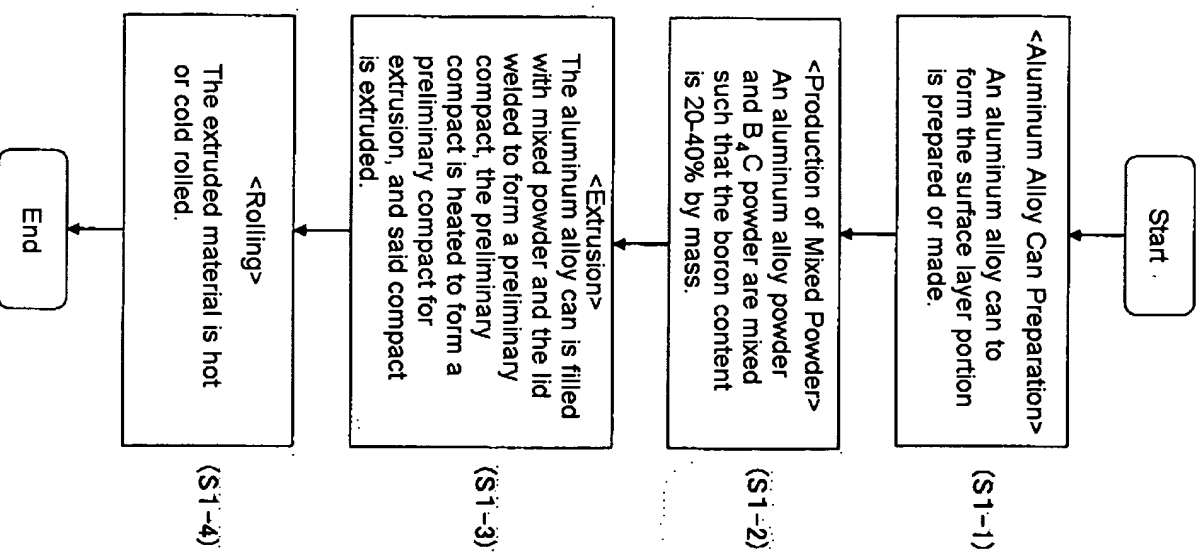 Start
<Aluminum Alloy Can Preparation>
An aluminum alloy can to
form the surface layer portion
is prepared or made.
(S1-1)
<Production of Mixed Powder>
An aluminum alloy powder
and B₄C powder are mixed
such that the boron content
is 20-40% by mass.
(S1-2)
<Extrusion>
The aluminum alloy can is filled
with mixed powder and the lid
welded to form a preliminary
compact, the preliminary
compact is heated to form a
preliminary compact for
extrusion, and said compact
is extruded.
(S1-3)
<Rolling>
The extruded material is hot
or cold rolled.
(S1-4)
End